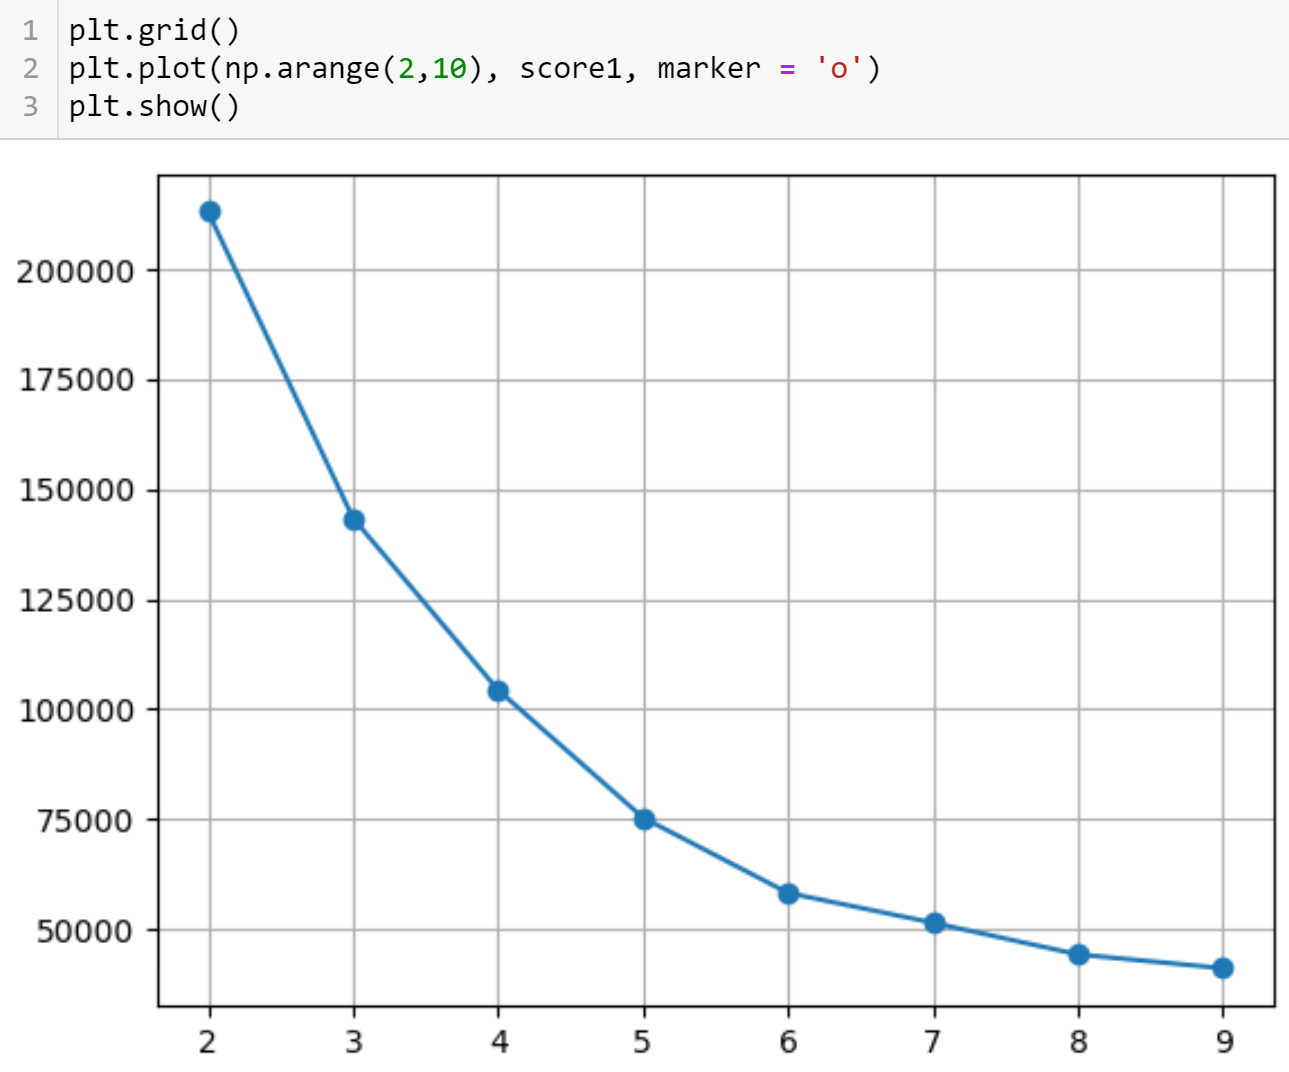 1 plt.grid()
2 plt.plot(np.arange(2,10), score1, marker = 'o')
3 plt.show()
200000
175000
150000
125000
100000
75000
50000
2 3 4 5 6 7 8 9